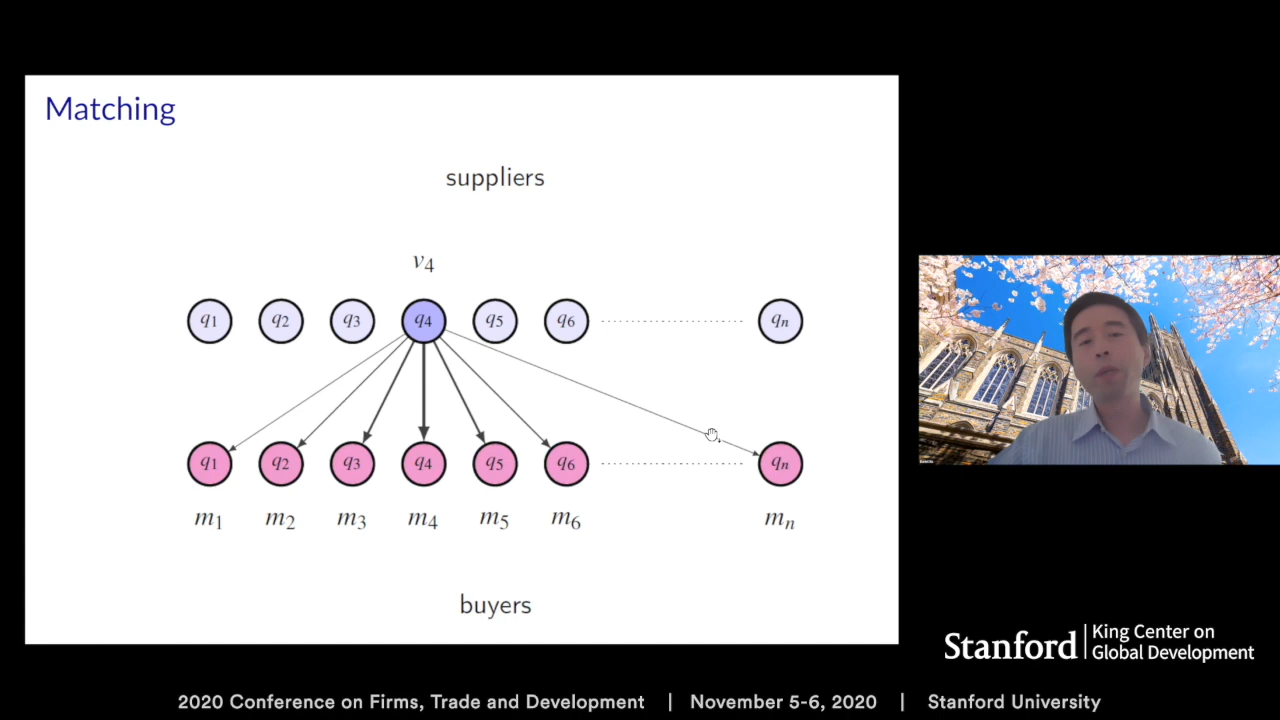 Matching
suppliers
v4
q1 q2 q3 q4 q5 q6 qn
q1 q2 q3 q4 q5 q6 qn
m1 m2 m3 m4 m5 m6 mn
buyers
Stanford
King Center on
Global Development
2020 Conference on Firms, Trade and Development | November 5-6, 2020 | Stanford University